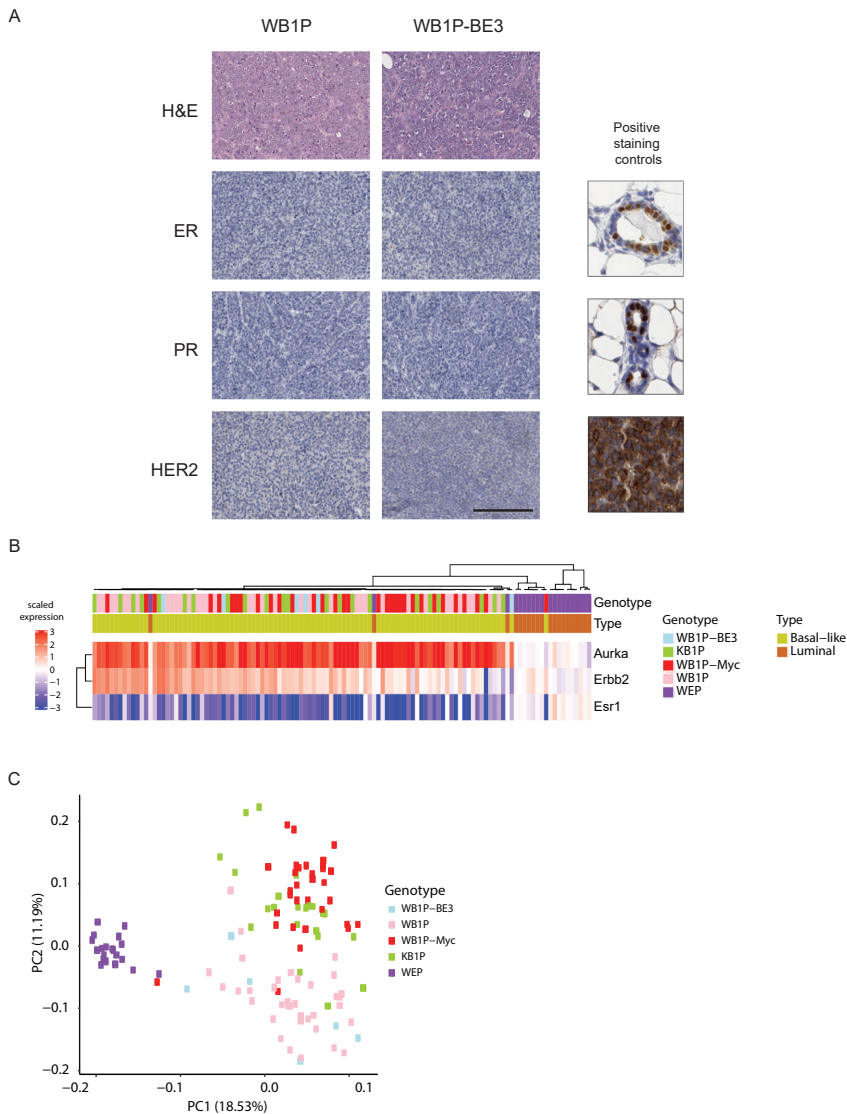 A
WB1P
WB1P-BE3
H&E
Positive
staining
controls
ER
PR
HER2
B
scaled
expression
3
2
1
0
−1
−2
−3
Genotype
Type
Aurka
Erbb2
Esr1
Genotype
WB1P−BE3
KB1P
WB1P−Myc
WB1P
WEP
Type
Basal−like
Luminal
C
PC2 (11.19%)
0.2
0.1
0.0
−0.1
−0.2
−0.2
−0.1
0.0
0.1
PC1 (18.53%)
Genotype
WB1P−BE3
WB1P
WB1P−Myc
KB1P
WEP